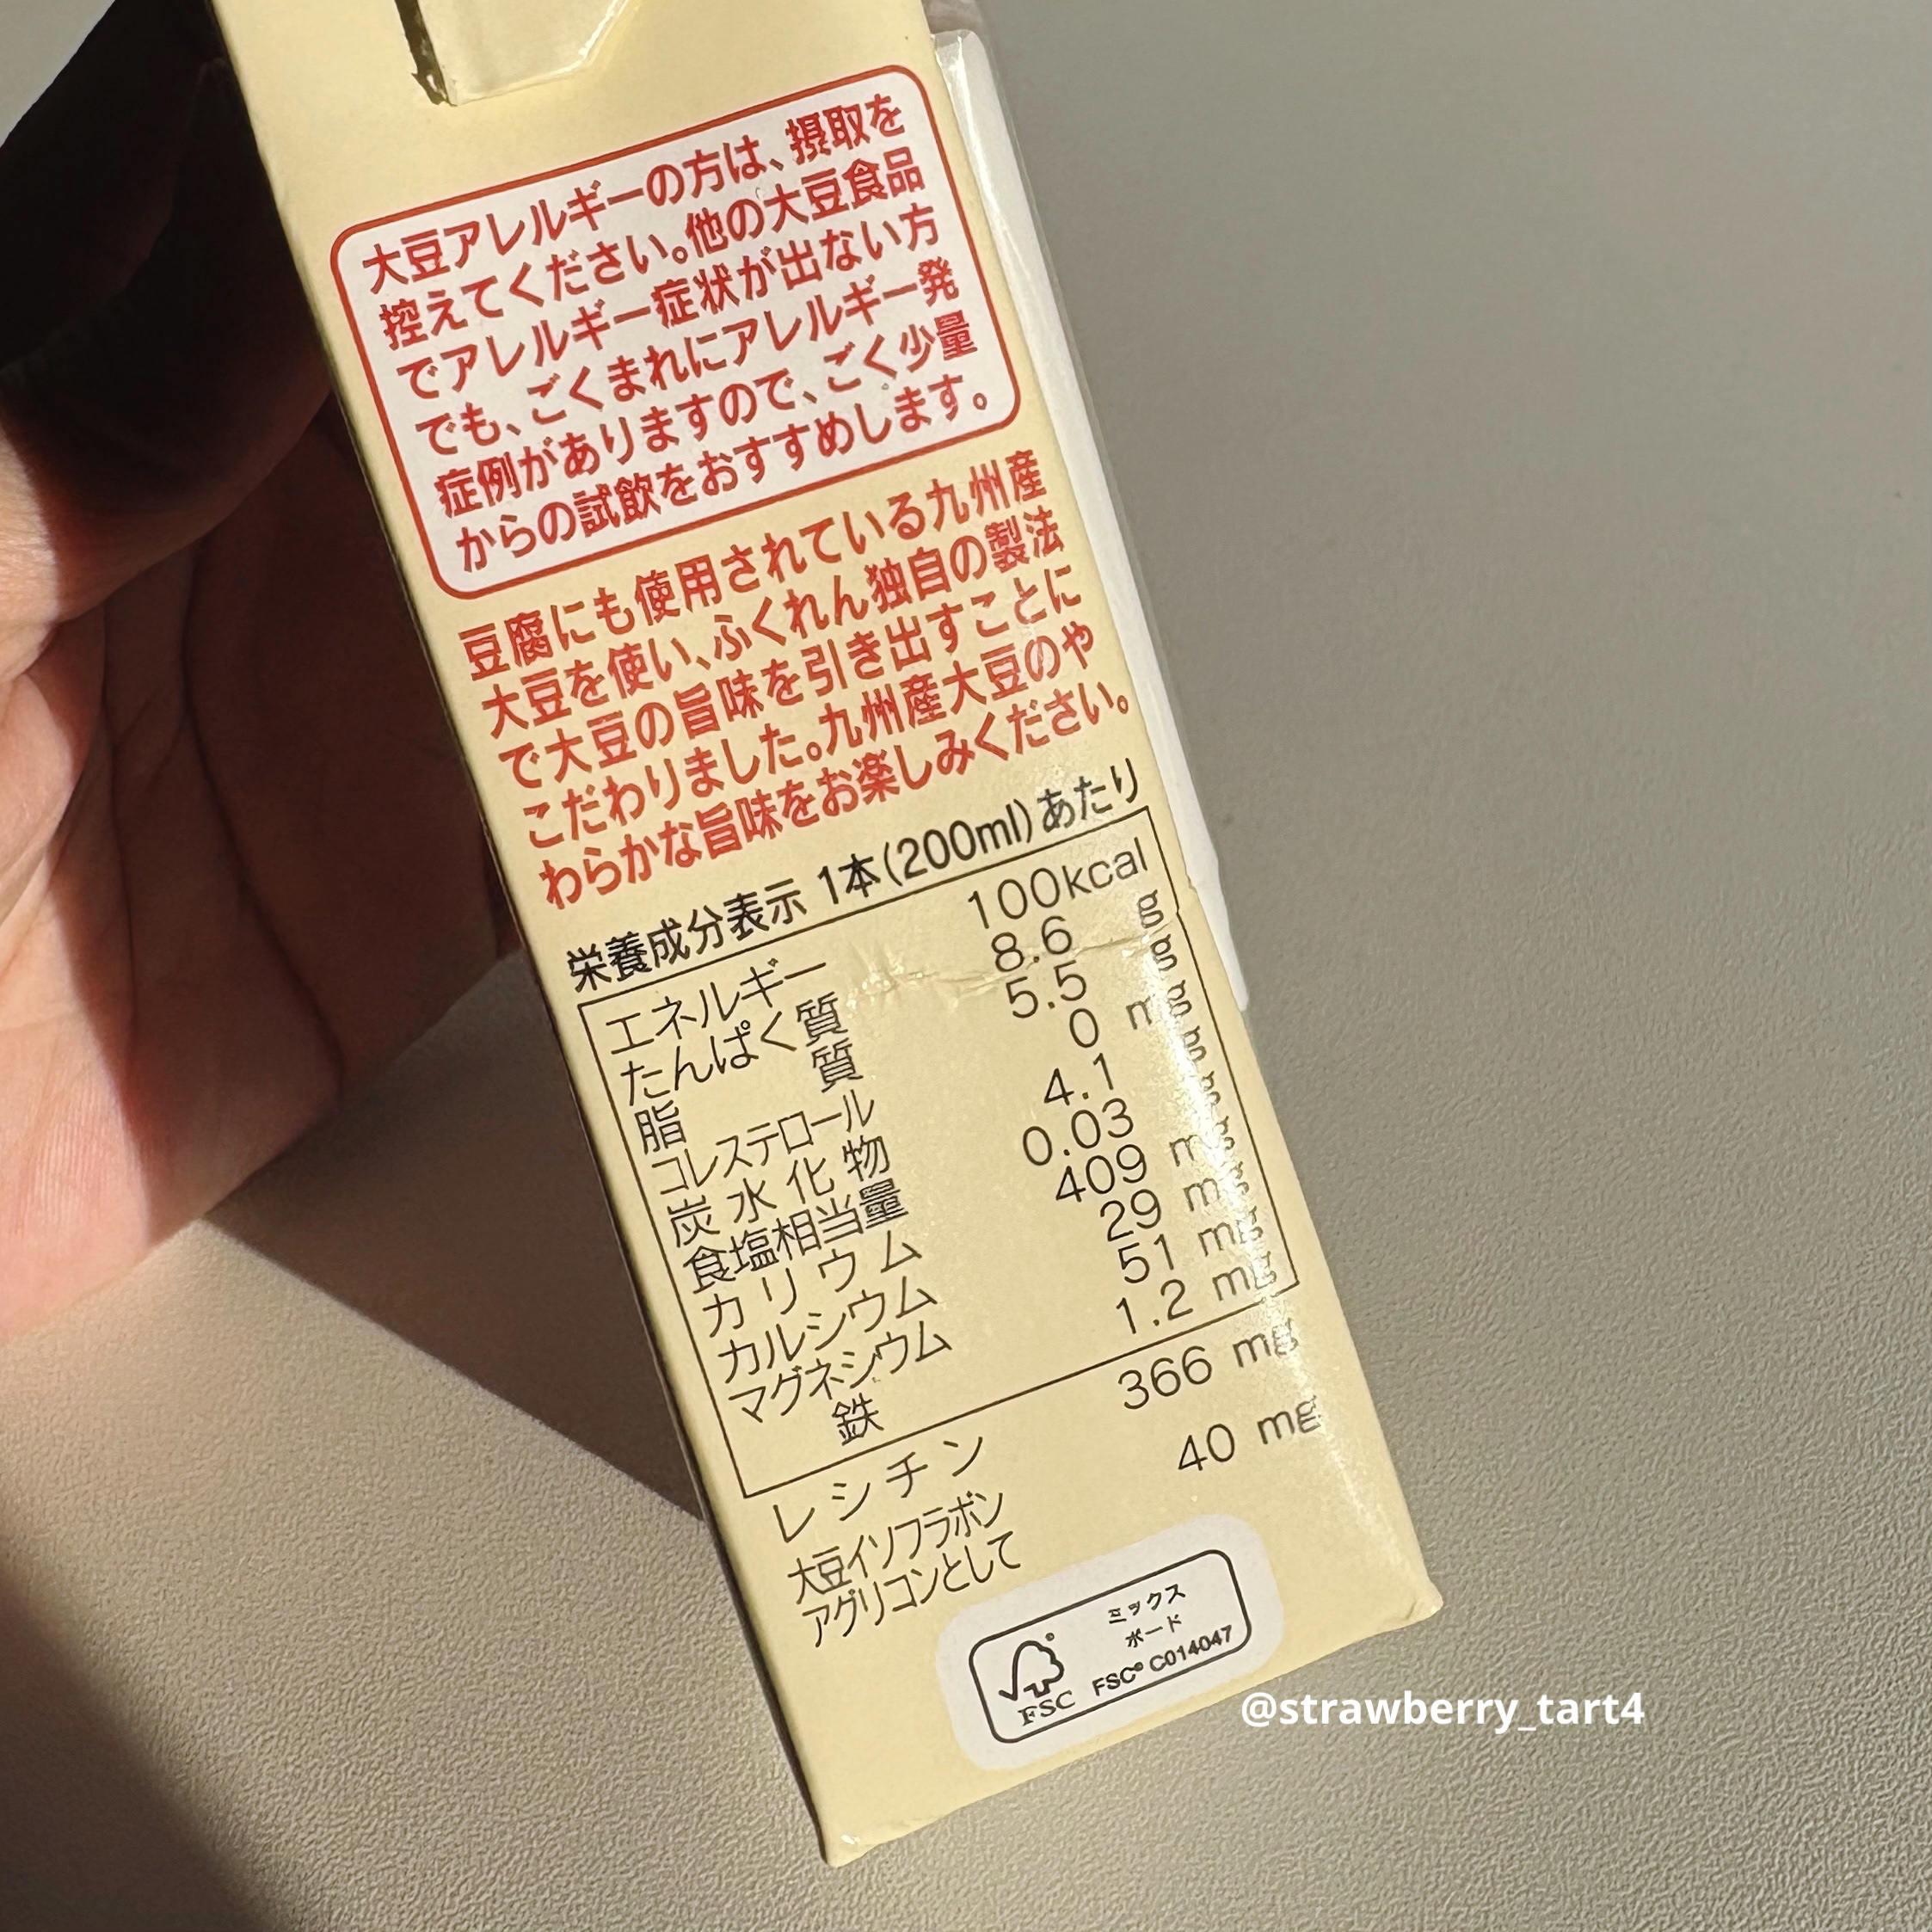 大豆アレルギーの方は、摂取を
控えてください。他の大豆食品
でアレルギー症状が出ない方
でも、ごくまれにアレルギー発
症例がありますので、ごく少量
からの試飲をおすすめします。
豆腐にも使用されている九州産
大豆を使い、ふくれん独自の製法
で大豆の旨味を引き出すことに
こだわりました。九州産大豆のや
わらかな旨味をお楽しみください。
栄養成分表示 1本(200ml)あたり
エネルギー 100kcal
たんぱく質 8.6 g
脂質 5.5 g
コレステロール 0 mg
炭水化物 4.1 g
食塩相当量 0.03 g
カリウム 409 mg
カルシウム 29 mg
マグネシウム 51 mg
鉄 1.2 mg
レシチン 366 mg
大豆イソフラボン 40 mg
アグリコンとして
ミックス
ボード
FSC® C014047
FSC
@strawberry_tart4